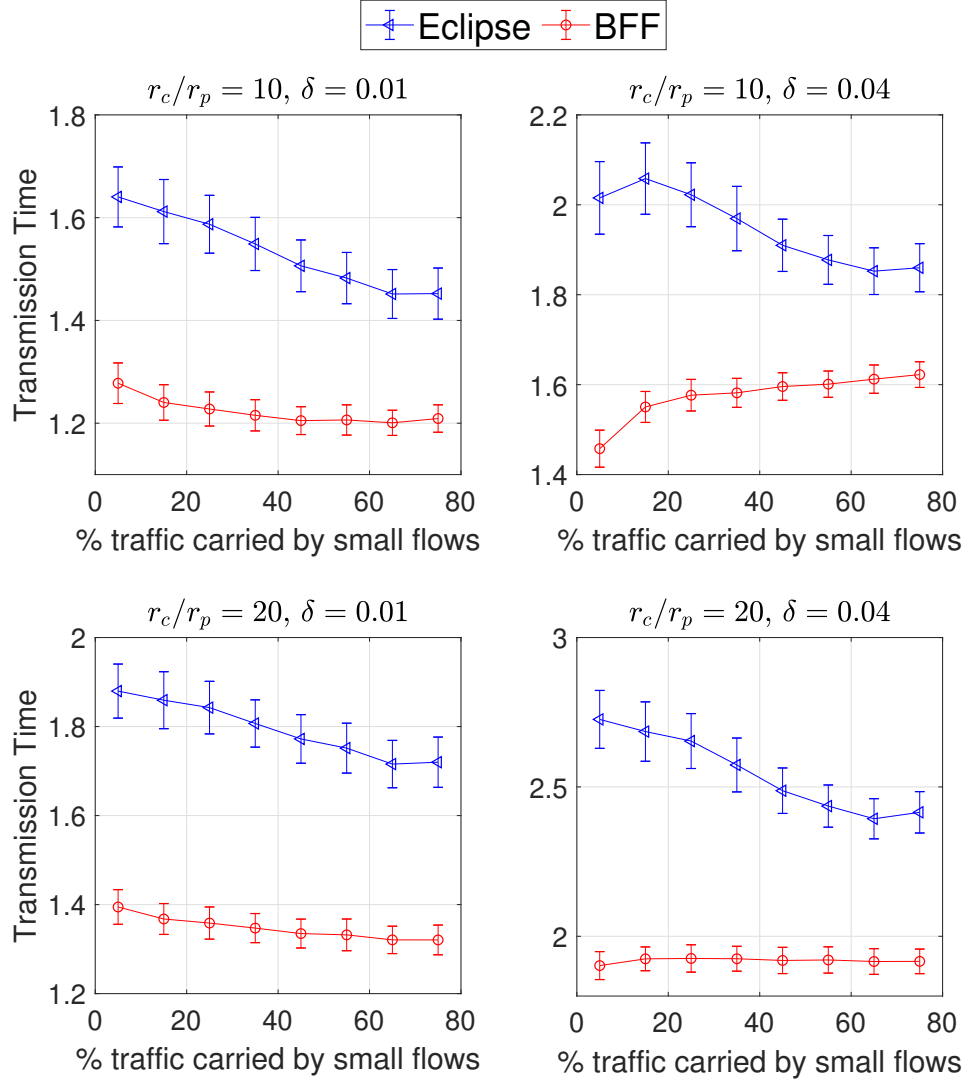 Eclipse BFF
r_c/r_p = 10, δ = 0.01
1.8
1.6
1.4
1.2
0 20 40 60 80
Transmission Time
% traffic carried by small flows
r_c/r_p = 10, δ = 0.04
2.2
2
1.8
1.6
1.4
0 20 40 60 80
% traffic carried by small flows
r_c/r_p = 20, δ = 0.01
2
1.8
1.6
1.4
1.2
0 20 40 60 80
Transmission Time
% traffic carried by small flows
r_c/r_p = 20, δ = 0.04
3
2.5
2
0 20 40 60 80
% traffic carried by small flows